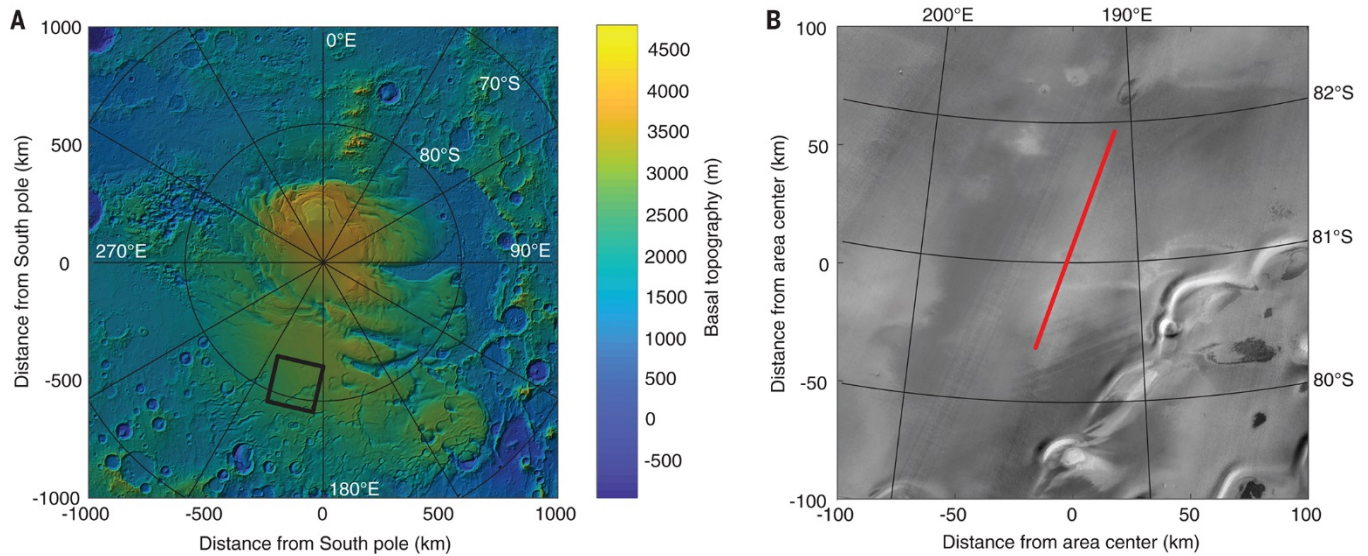 A
1000
500
0
-500
-1000
Distance from South pole (km)
0°E
70°S
80°S
270°E
90°E
180°E
-1000
-500
0
500
1000
Distance from South pole (km)
4500
4000
3500
3000
2500
2000
1500
1000
500
0
-500
Basal topography (m)
B
200°E
190°E
100
50
0
-50
-100
Distance from area center (km)
82°S
81°S
80°S
-100
-50
0
50
100
Distance from area center (km)